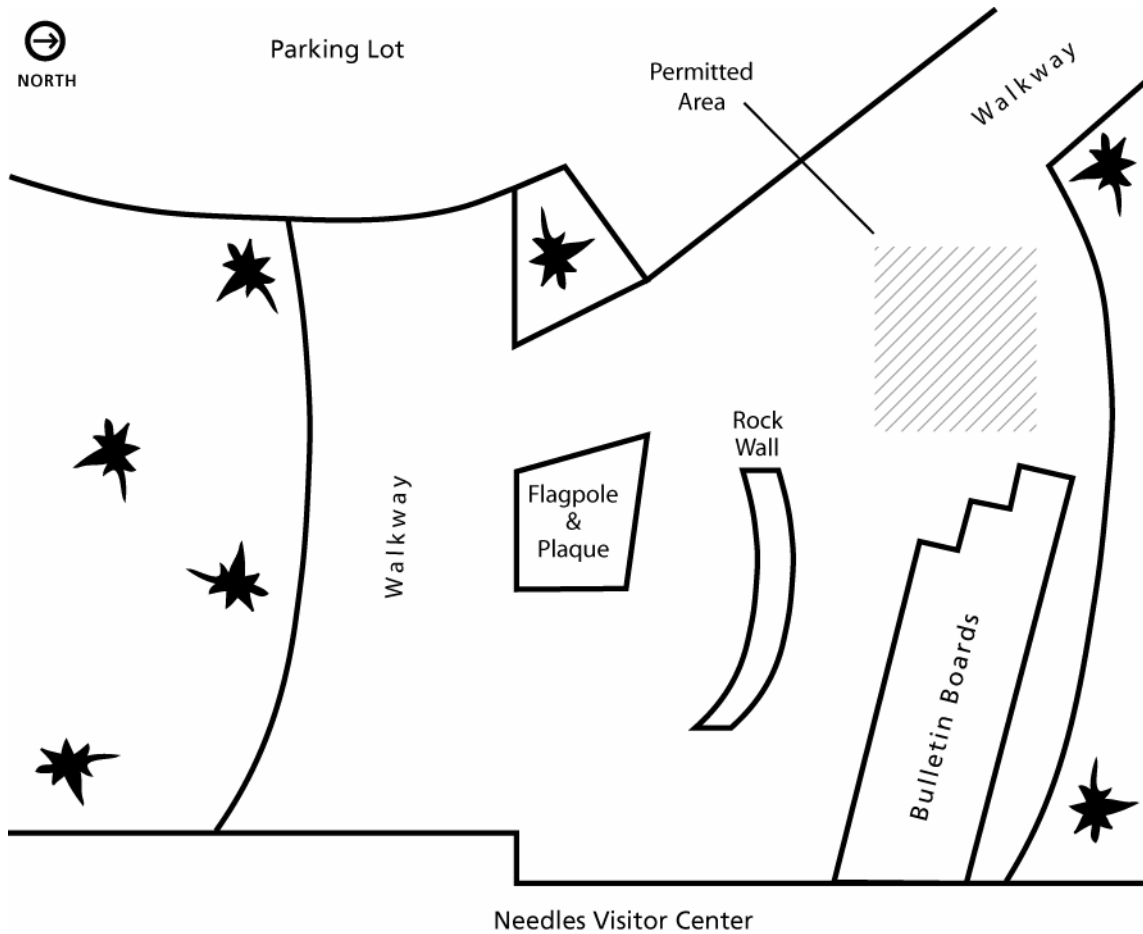 NORTH
Parking Lot
Permitted
Area
Walkway
Rock
Wall
Flagpole
&
Plaque
Walkway
Bulletin Boards
Needles Visitor Center